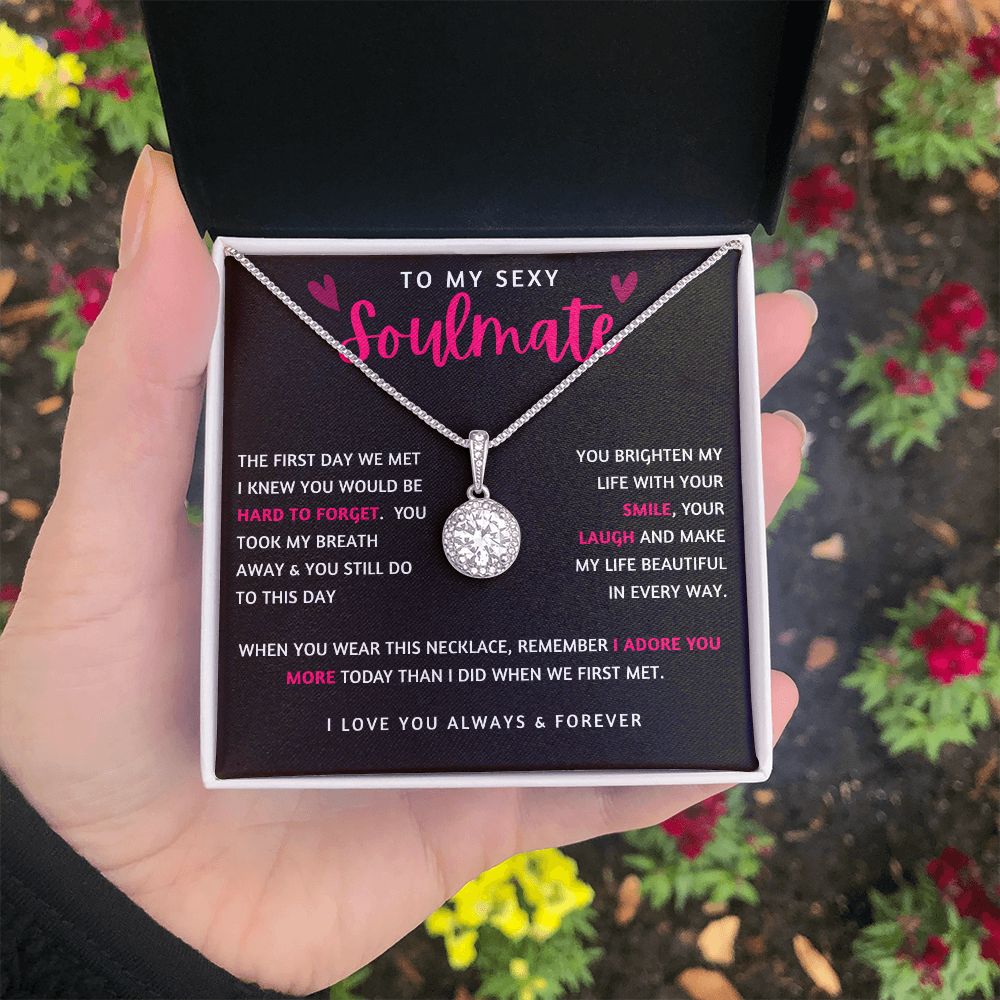 TO MY SEXY
Soulmate
THE FIRST DAY WE MET
I KNEW YOU WOULD BE
HARD TO FORGET. YOU
TOOK MY BREATH
AWAY & YOU STILL DO
TO THIS DAY
YOU BRIGHTEN MY
LIFE WITH YOUR
SMILE, YOUR
LAUGH AND MAKE
MY LIFE BEAUTIFUL
IN EVERY WAY.
WHEN YOU WEAR THIS NECKLACE, REMEMBER I ADORE YOU
MORE TODAY THAN I DID WHEN WE FIRST MET.
I LOVE YOU ALWAYS & FOREVER